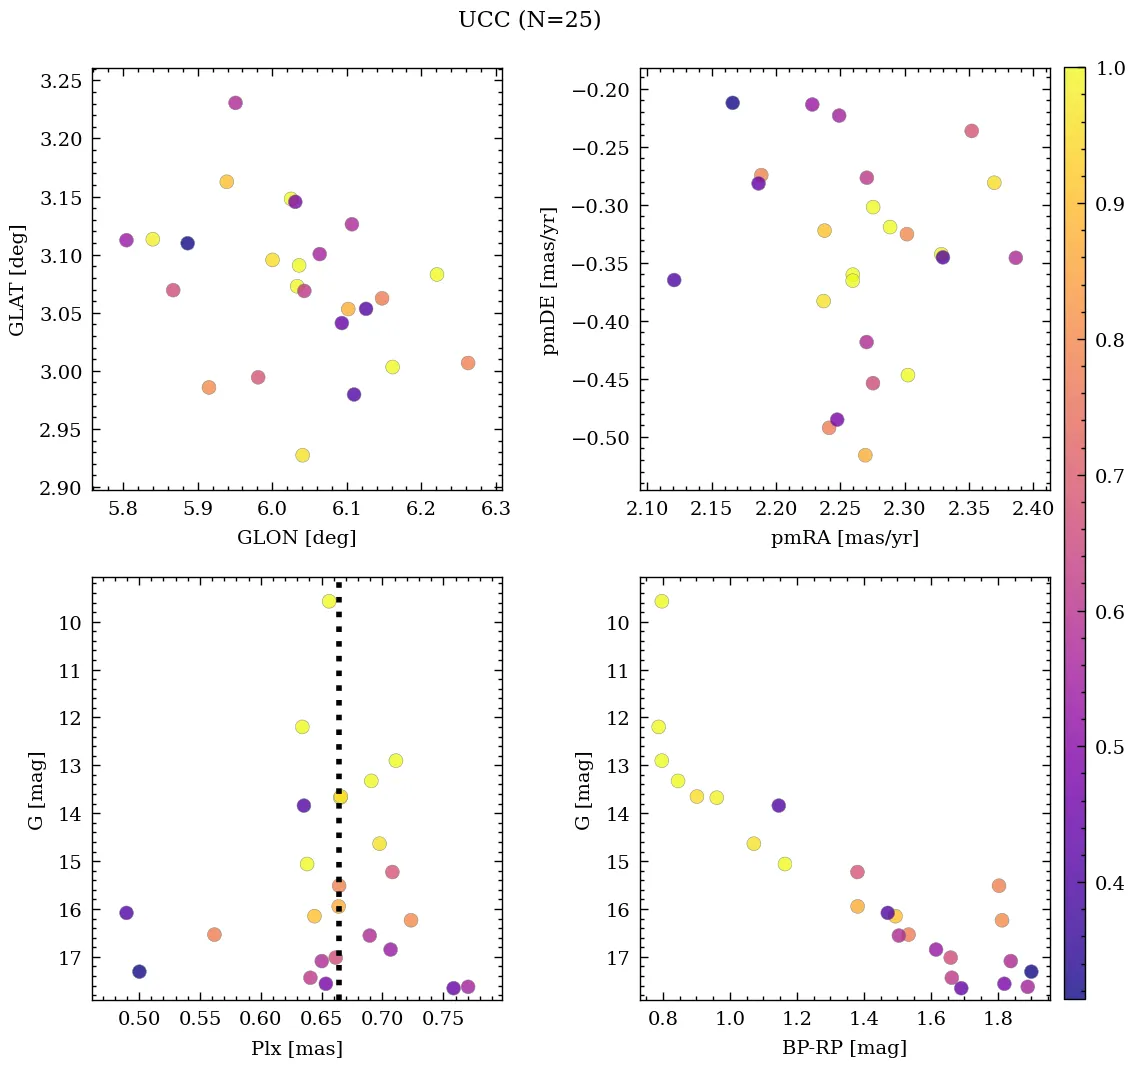 UCC (N=25)
3.25
3.20
3.15
3.10
3.05
3.00
2.95
2.90
GLAT [deg]
5.8 5.9 6.0 6.1 6.2 6.3
GLON [deg]
−0.20
−0.25
−0.30
−0.35
−0.40
−0.45
−0.50
pmDE [mas/yr]
2.10 2.15 2.20 2.25 2.30 2.35 2.40
pmRA [mas/yr]
1.0
0.9
0.8
0.7
0.6
0.5
0.4
10
11
12
13
14
15
16
17
G [mag]
0.50 0.55 0.60 0.65 0.70 0.75
Plx [mas]
10
11
12
13
14
15
16
17
G [mag]
0.8 1.0 1.2 1.4 1.6 1.8
BP-RP [mag]